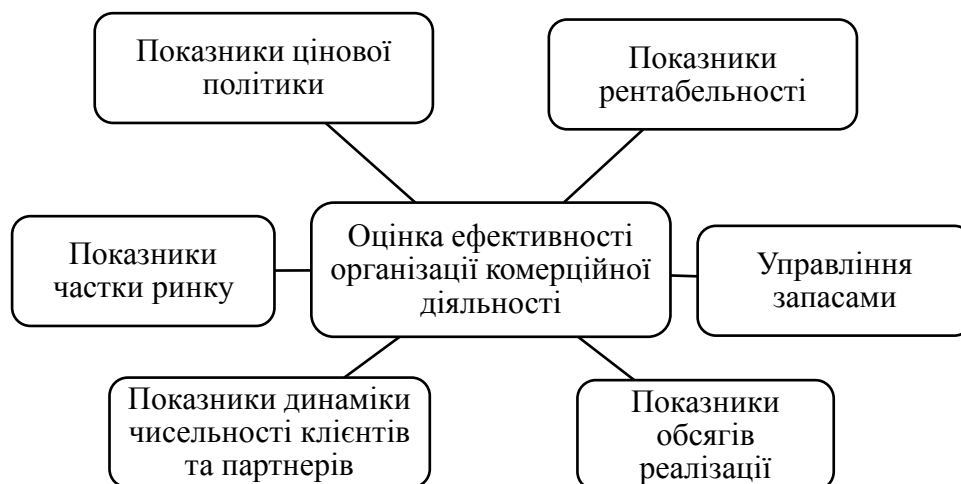 Показники цінової
політики
Показники
рентабельності
Показники
частки ринку
Оцінка ефективності
організації комерційної
діяльності
Управління
запасами
Показники динаміки
чисельності клієнтів
та партнерів
Показники
обсягів
реалізації